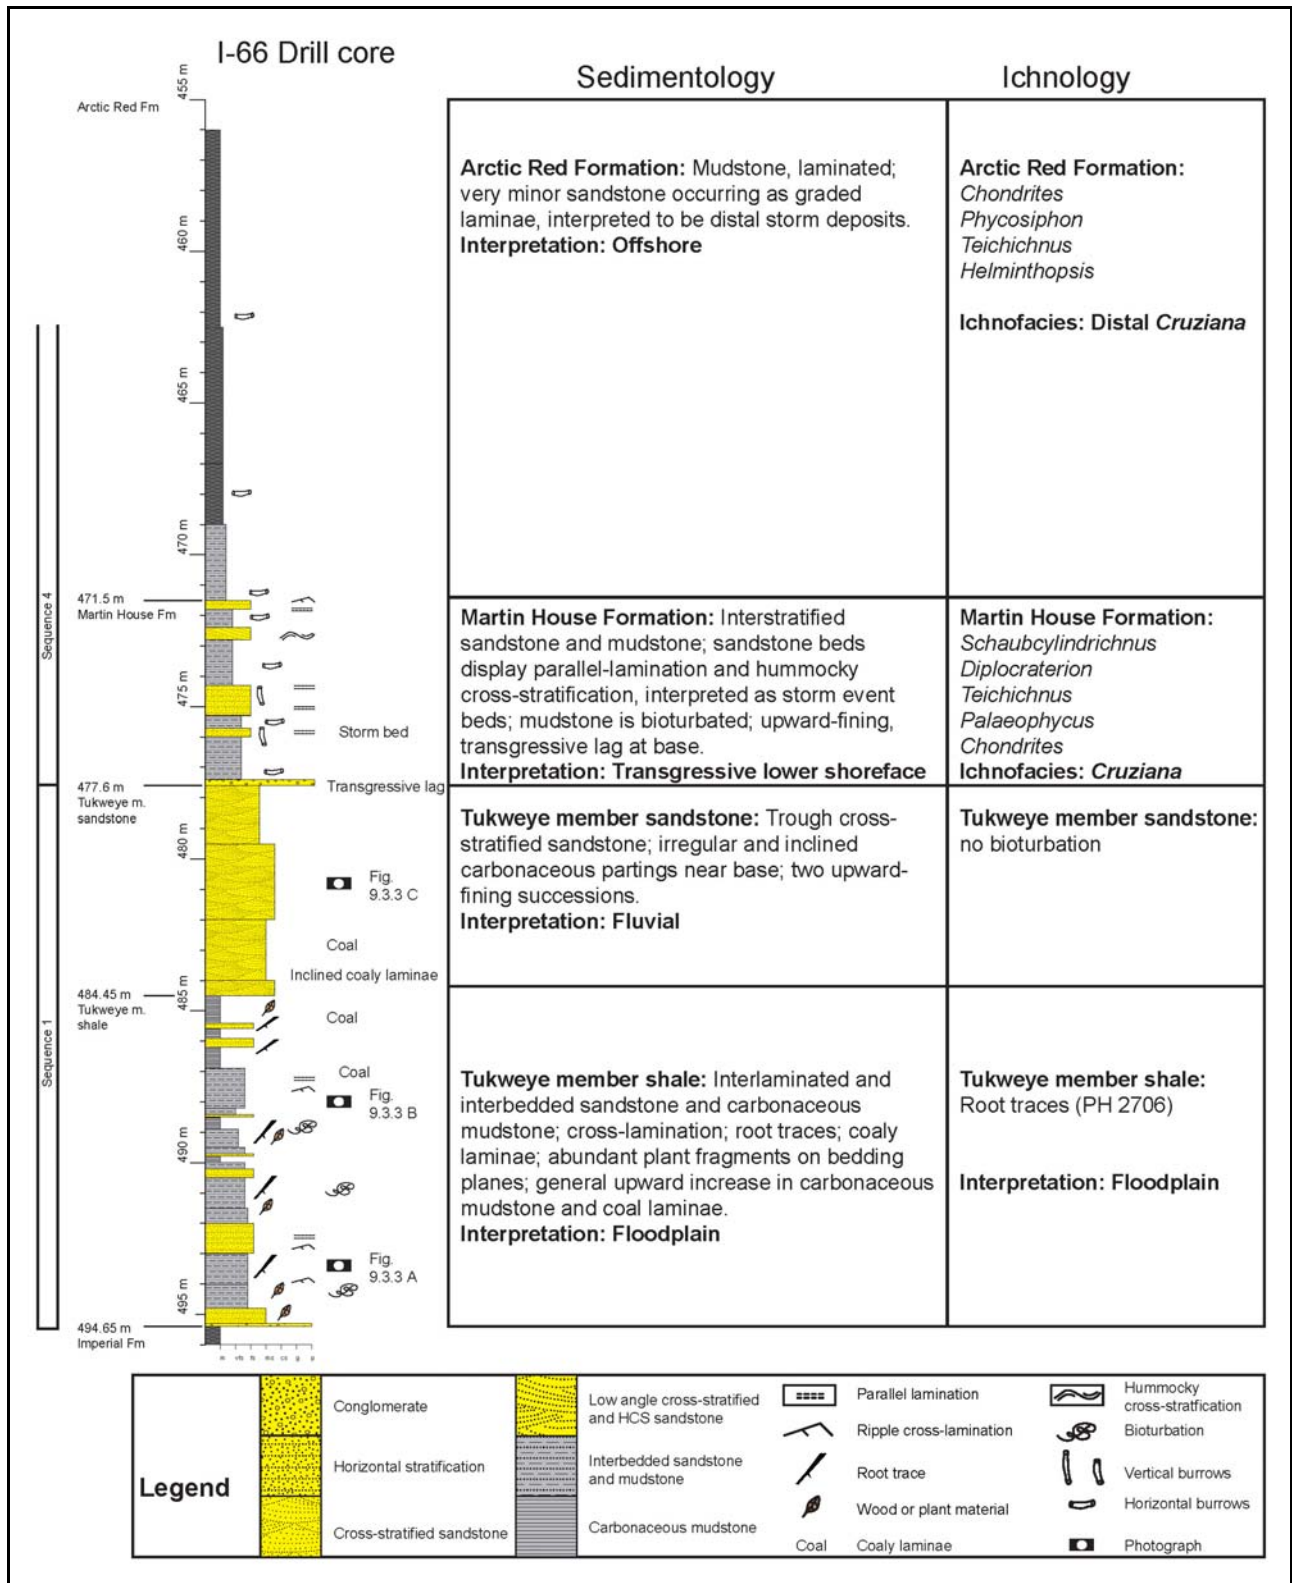 I-66 Drill core
Sedimentology
Ichnology
455 m
Arctic Red Fm
460 m
465 m
470 m
471.5 m
Martin House Fm
475 m
Storm bed
477.6 m
Transgressive lag
Tukweye m.
sandstone
480 m
Fig.
9.3.3 C
Coal
Inclined coaly laminae
484.45 m
485 m
Tukweye m.
shale
Coal
Coal
Fig.
9.3.3 B
490 m
Fig.
9.3.3 A
495 m
494.65 m
Imperial Fm
Sequence 4
Sequence 1
Arctic Red Formation: Mudstone, laminated;
very minor sandstone occurring as graded
laminae, interpreted to be distal storm deposits.
Interpretation: Offshore
Arctic Red Formation:
Chondrites
Phycosiphon
Teichichnus
Helminthopsis
Ichnofacies: Distal Cruziana
Martin House Formation: Interstratified
sandstone and mudstone; sandstone beds
display parallel-lamination and hummocky
cross-stratification, interpreted as storm event
beds; mudstone is bioturbated; upward-fining,
transgressive lag at base.
Interpretation: Transgressive lower shoreface
Martin House Formation:
Schaubcylindrichnus
Diplocraterion
Teichichnus
Palaeophycus
Chondrites
Ichnofacies: Cruziana
Tukweye member sandstone: Trough cross-
stratified sandstone; irregular and inclined
carbonaceous partings near base; two upward-
fining successions.
Interpretation: Fluvial
Tukweye member sandstone:
no bioturbation
Tukweye member shale: Interlaminated and
interbedded sandstone and carbonaceous
mudstone; cross-lamination; root traces; coaly
laminae; abundant plant fragments on bedding
planes; general upward increase in carbonaceous
mudstone and coal laminae.
Interpretation: Floodplain
Tukweye member shale:
Root traces (PH 2706)
Interpretation: Floodplain
Legend
Conglomerate
Horizontal stratification
Cross-stratified sandstone
Low angle cross-stratified
and HCS sandstone
Interbedded sandstone
and mudstone
Carbonaceous mudstone
Parallel lamination
Ripple cross-lamination
Root trace
Wood or plant material
Coal
Coaly laminae
Hummocky
cross-stratfication
Bioturbation
Vertical burrows
Horizontal burrows
Photograph